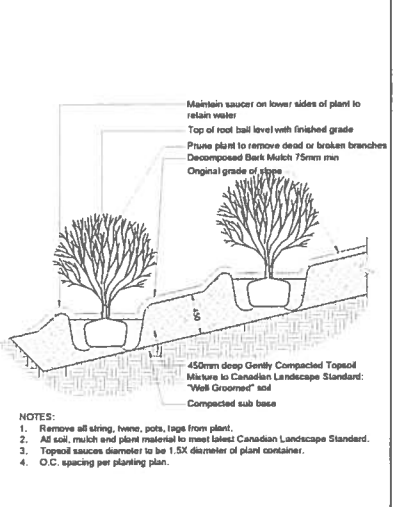 Maintain saucer on lower sides of plant to
retain water
Top of root ball level with finished grade
Prune plant to remove dead or broken branches
Decomposed Bark Mulch 75mm min
Original grade of slope
450
450mm deep Gently Compacted Topsoil
Mixture to Canadian Landscape Standard:
"Well Groomed" soil
Compacted sub base
NOTES:
1. Remove all string, twine, pots, tags from plant.
2. All soil, mulch and plant material to meet latest Canadian Landscape Standard.
3. Topsoil sauces diameter to be 1.5X diameter of plant container.
4. O.C. spacing per planting plan.